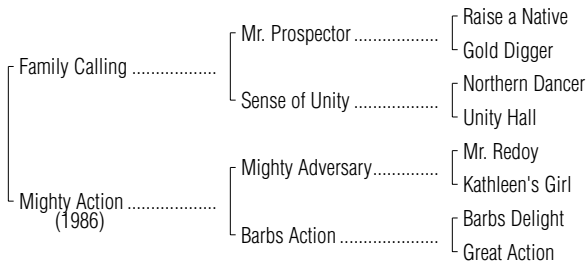 Raise a Native
Mr. Prospector ..................
Gold Digger
Family Calling ..................
Northern Dancer
Sense of Unity ..................
Unity Hall
Mr. Redoy
Mighty Adversary..............
Kathleen's Girl
Mighty Action ...................
(1986)
Barbs Delight
Barbs Action .....................
Great Action